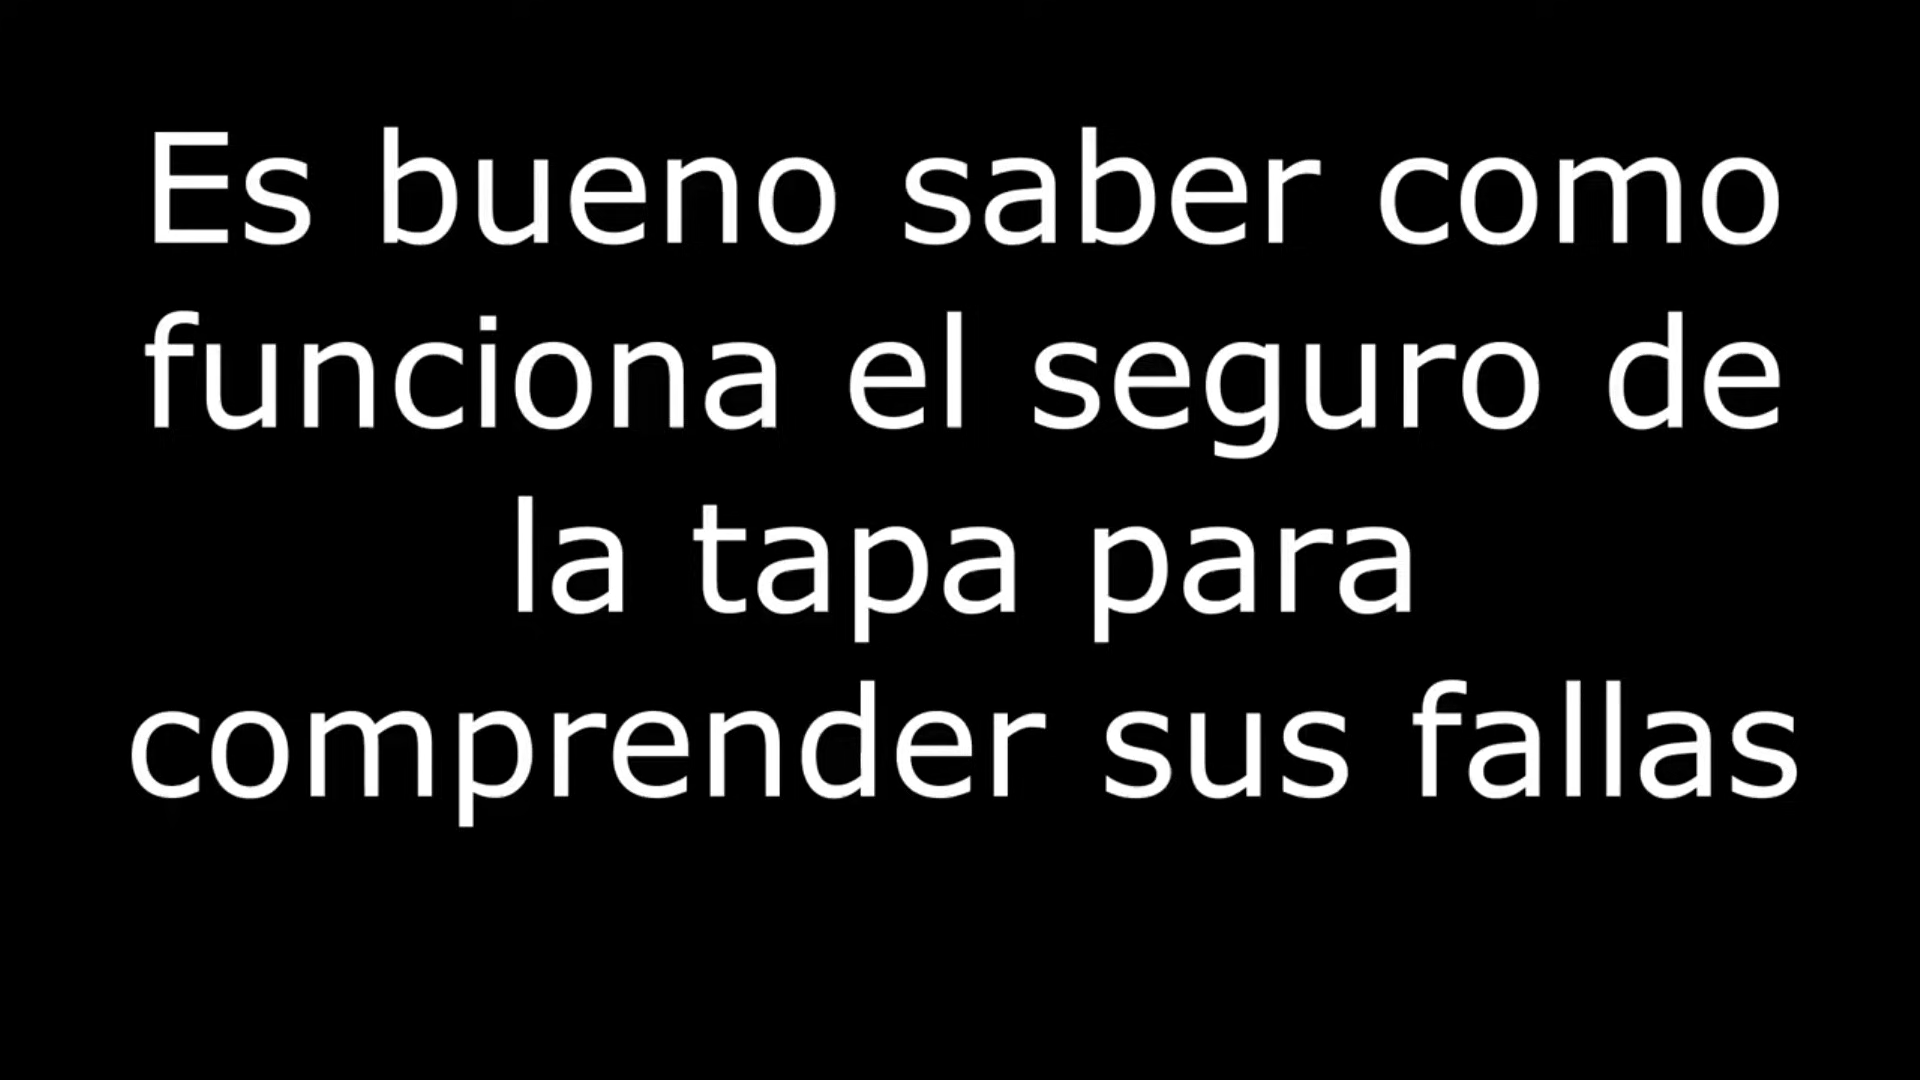 Es bueno saber como
funciona el seguro de
la tapa para
comprender sus fallas